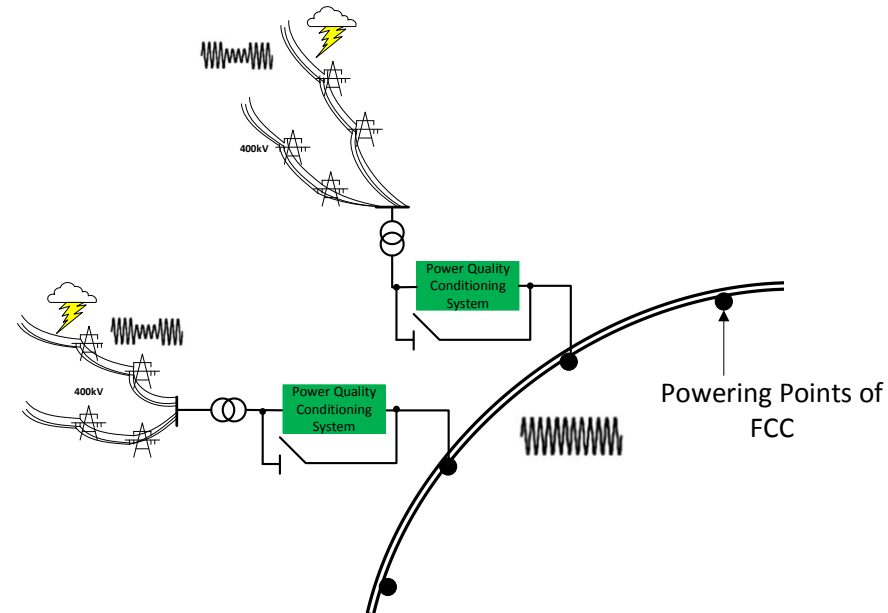 400kV
Power Quality
Conditioning
System
400kV
Power Quality
Conditioning
System
Powering Points of
FCC